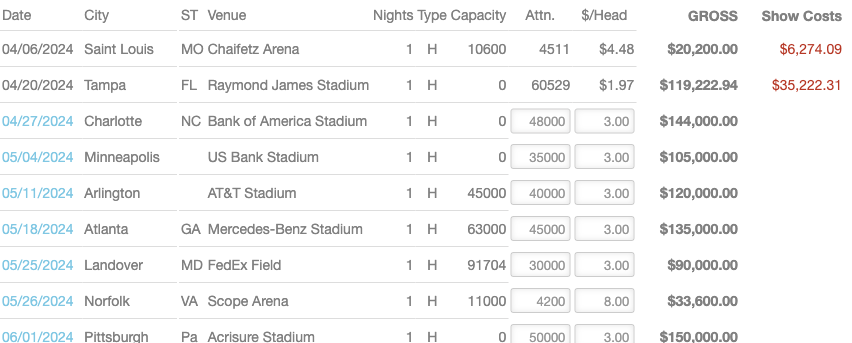 Date City ST Venue Nights Type Capacity Attn. $/Head GROSS Show Costs
04/06/2024 Saint Louis MO Chaifetz Arena 1 H 10600 4511 $4.48 $20,200.00 $6,274.09
04/20/2024 Tampa FL Raymond James Stadium 1 H 0 60529 $1.97 $119,222.94 $35,222.31
04/27/2024 Charlotte NC Bank of America Stadium 1 H 0 48000 3.00 $144,000.00
05/04/2024 Minneapolis US Bank Stadium 1 H 0 35000 3.00 $105,000.00
05/11/2024 Arlington AT&T Stadium 1 H 45000 40000 3.00 $120,000.00
05/18/2024 Atlanta GA Mercedes-Benz Stadium 1 H 63000 45000 3.00 $135,000.00
05/25/2024 Landover MD FedEx Field 1 H 91704 30000 3.00 $90,000.00
05/26/2024 Norfolk VA Scope Arena 1 H 11000 4200 8.00 $33,600.00
06/01/2024 Pittsburgh Pa Acrisure Stadium 1 H 0 50000 3.00 $150,000.00